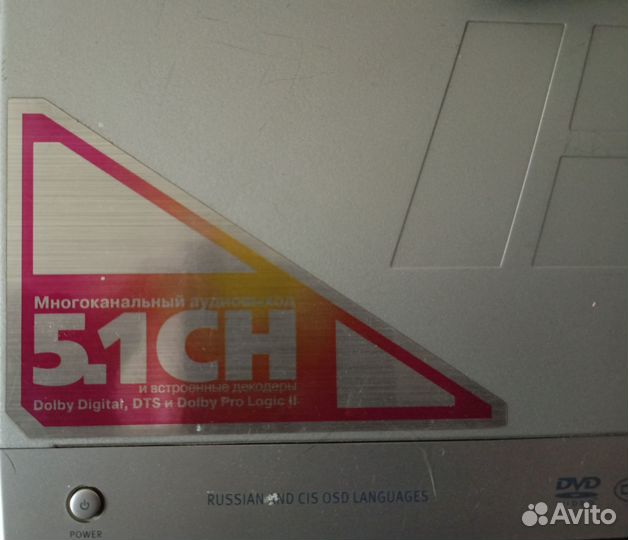 Многоканальный аудиовыход
5.1CH
и встроенные декодеры
Dolby Digital, DTS и Dolby Pro Logic II
RUSSIAN AND CIS OSD LANGUAGES
DVD
POWER
Avito